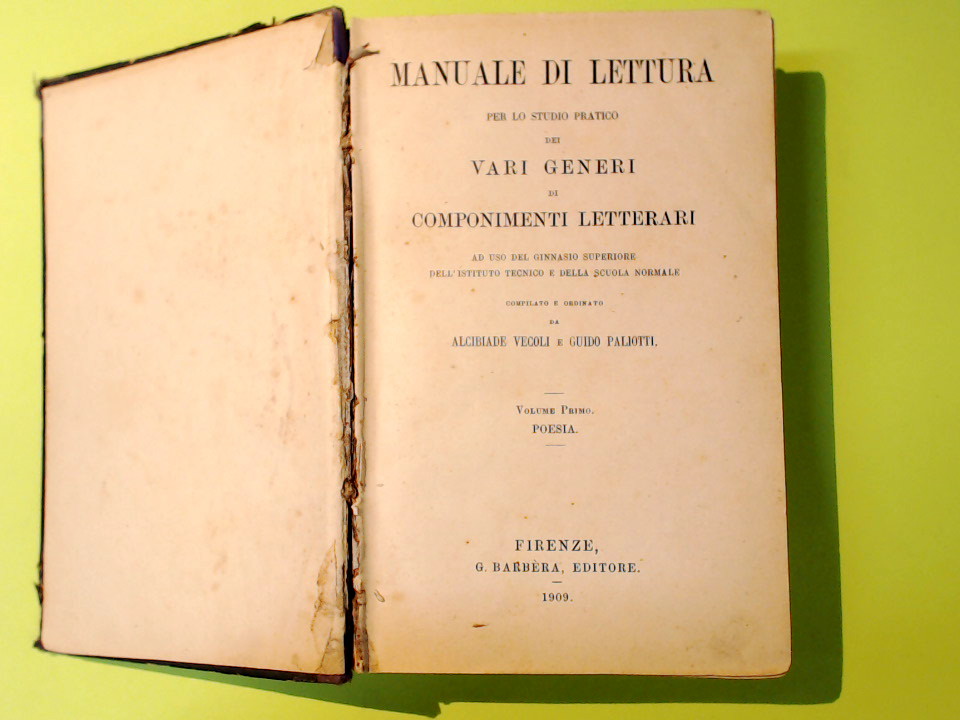 MANUALE DI LETTURA
PER LO STUDIO PRATICO
DEI
VARI GENERI
DI
COMPONIMENTI LETTERARI
AD USO DEL GINNASIO SUPERIORE
DELL'ISTITUTO TECNICO E DELLA SCUOLA NORMALE
COMPILATO E ORDINATO
DA
ALCIBIADE VECOLI E GUIDO PALIOTTI.
VOLUME PRIMO.
POESIA.
FIRENZE,
G. BARBÈRA, EDITORE.
1909.